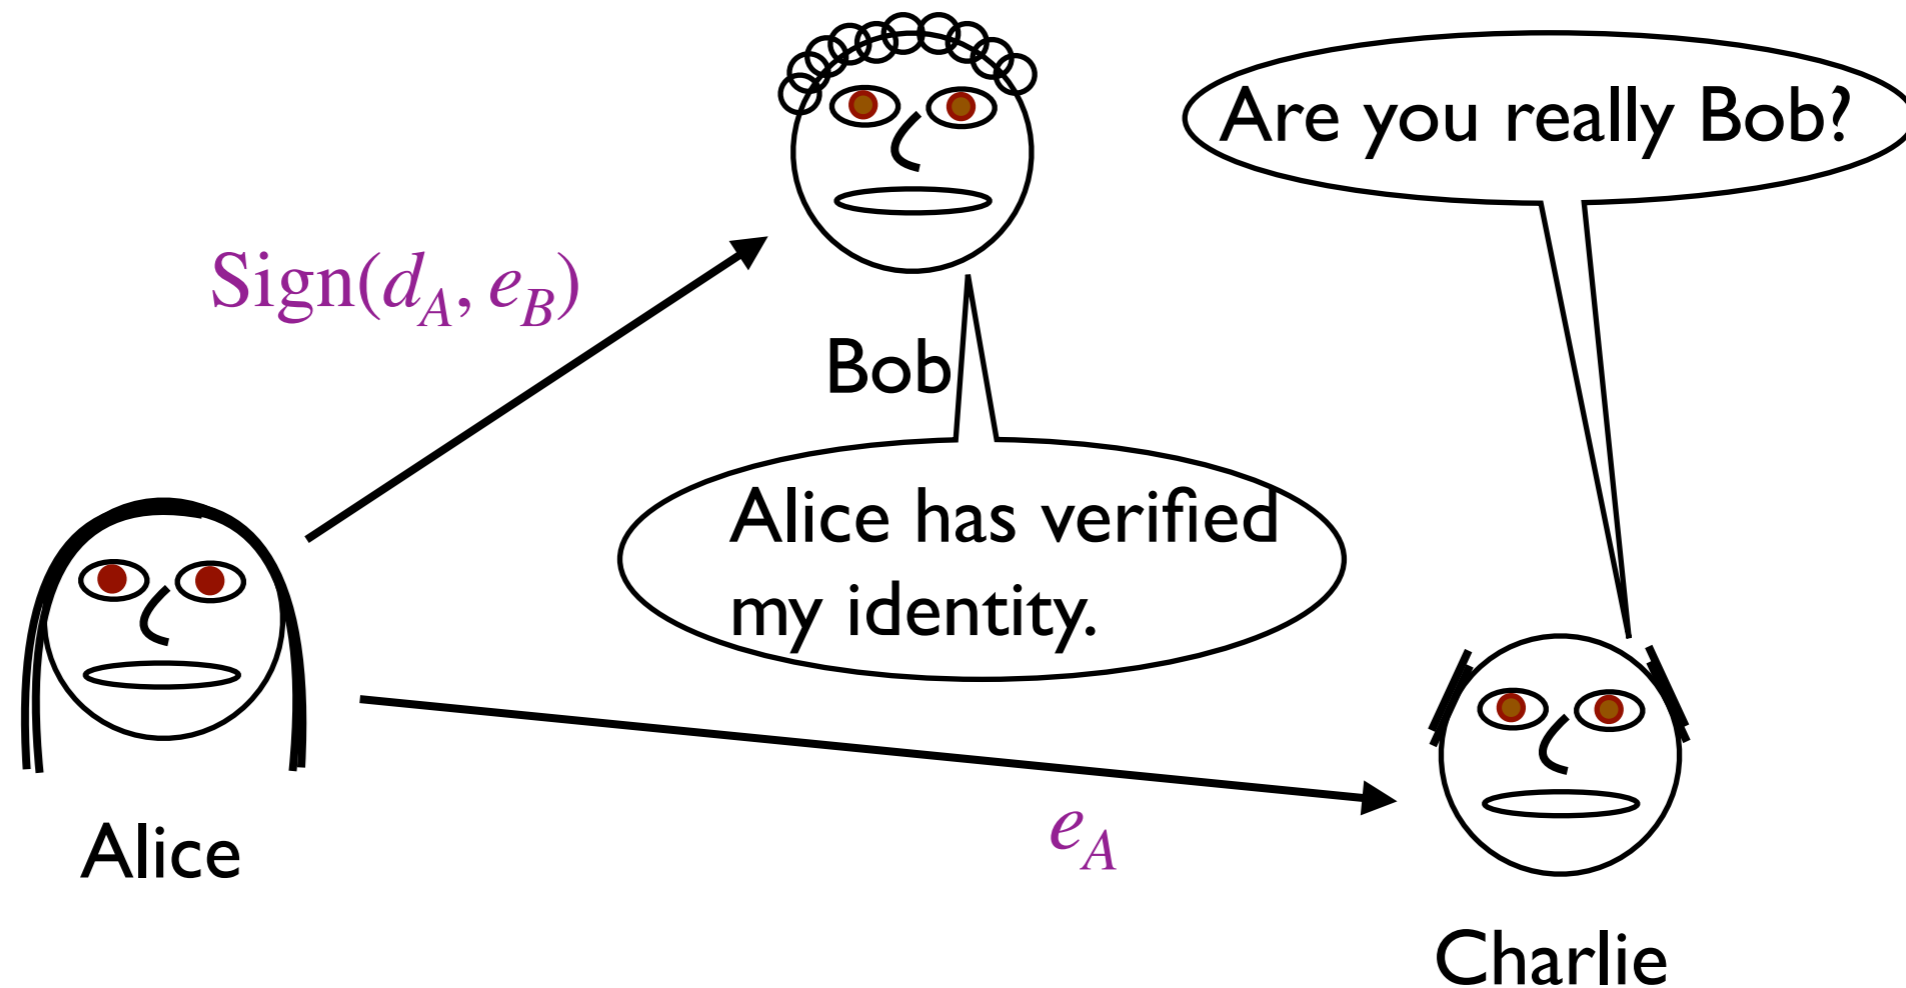 Are you really Bob?
Sign(d_A, e_B)
Bob
Alice has verified
my identity.
e_A
Alice
Charlie